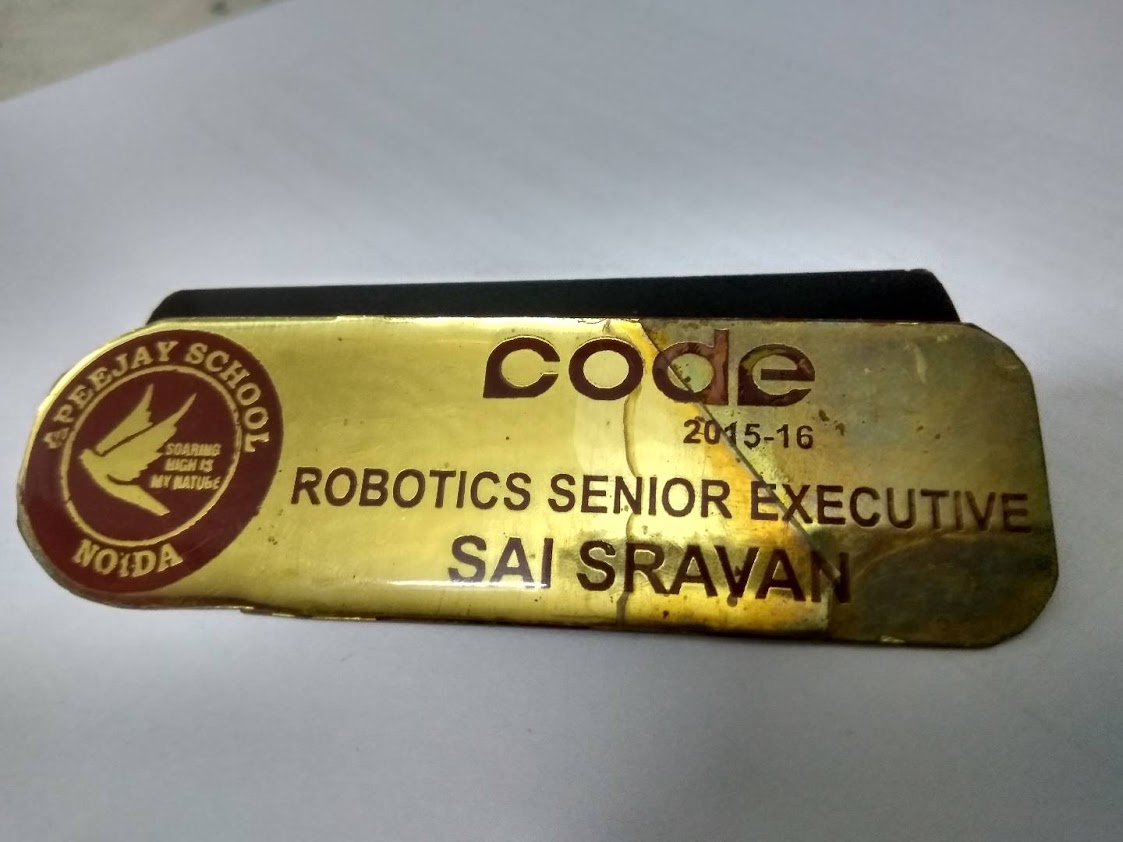 APEEJAY SCHOOL
SOARING
HIGH IS
MY NATURE
NOIDA
code
2015-16
ROBOTICS SENIOR EXECUTIVE
SAI SRAVAN